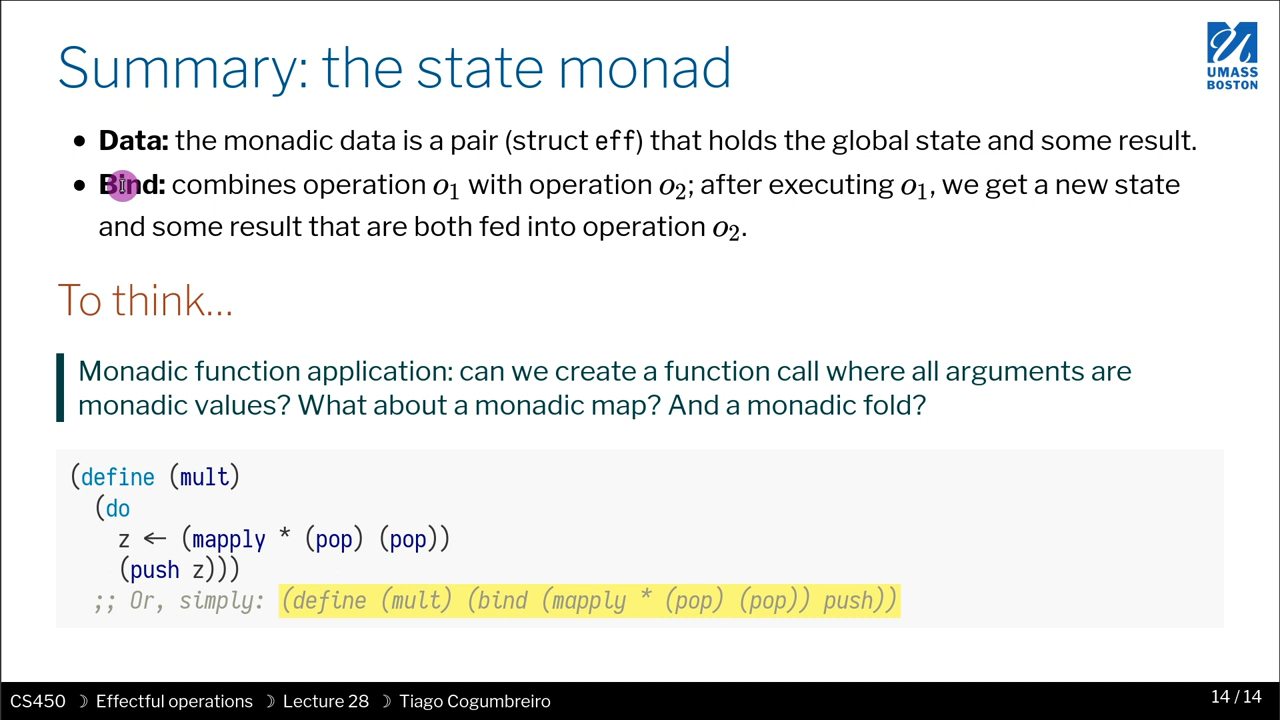 Summary: the state monad
UMASS
BOSTON
• Data: the monadic data is a pair (struct eff) that holds the global state and some result.
• Bind: combines operation o₁ with operation o₂; after executing o₁, we get a new state
and some result that are both fed into operation o₂.
To think...
Monadic function application: can we create a function call where all arguments are
monadic values? What about a monadic map? And a monadic fold?
(define (mult)
(do
z ← (mapply * (pop) (pop))
(push z)))
;; Or, simply: (define (mult) (bind (mapply * (pop) (pop)) push))
CS450 ☽ Effectful operations ☽ Lecture 28 ☽ Tiago Cogumbreiro
14 / 14